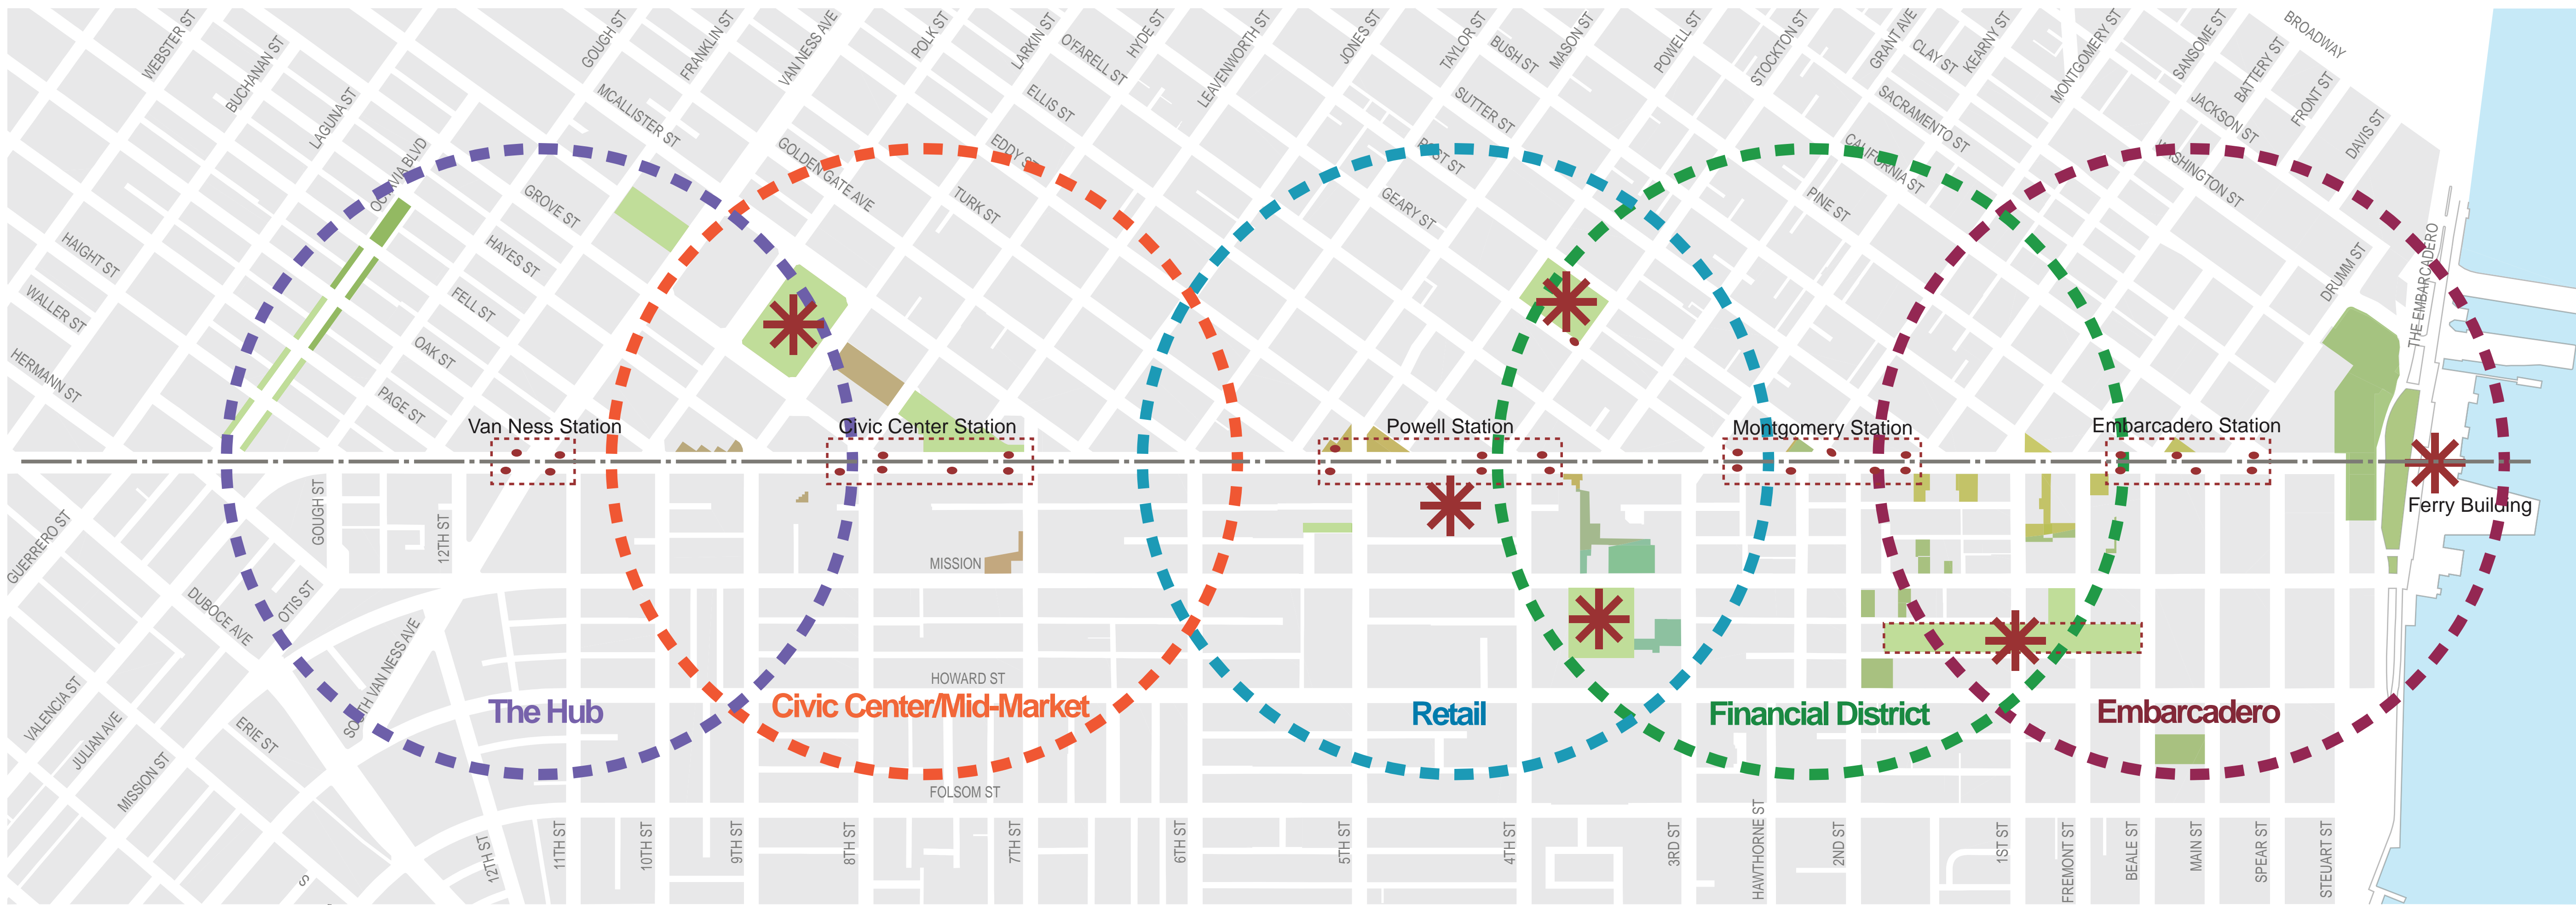 WEBSTER ST
BUCHANAN ST
LAGUNA ST
OCTAVIA BLVD
GOUGH ST
FRANKLIN ST
VAN NESS AVE
POLK ST
LARKIN ST
O'FARELL ST
HYDE ST
LEAVENWORTH ST
JONES ST
TAYLOR ST
BUSH ST
MASON ST
POWELL ST
STOCKTON ST
GRANT AVE
CLAY ST
KEARNY ST
MONTGOMERY ST
SANSOME ST
BATTERY ST
BROADWAY
FRONT ST
DAVIS ST
JACKSON ST
WASHINGTON ST
SACRAMENTO ST
CALIFORNIA ST
PINE ST
SUTTER ST
POST ST
GEARY ST
ELLIS ST
EDDY ST
TURK ST
GOLDEN GATE AVE
MCALLISTER ST
GROVE ST
HAYES ST
FELL ST
OAK ST
PAGE ST
HAIGHT ST
WALLER ST
HERMANN ST
DRUMM ST
THE EMBARCADERO
Van Ness Station
Civic Center Station
Powell Station
Montgomery Station
Embarcadero Station
Ferry Building
GUERRERO ST
GOUGH ST
12TH ST
MISSION
DUBOCE AVE
OTIS ST
SOUTH VAN NESS AVE
VALENCIA ST
JULIAN AVE
MISSION ST
ERIE ST
HOWARD ST
The Hub
Civic Center/Mid-Market
Retail
Financial District
Embarcadero
FOLSOM ST
S
12TH ST
11TH ST
10TH ST
9TH ST
8TH ST
7TH ST
6TH ST
5TH ST
4TH ST
3RD ST
HAWTHORNE ST
2ND ST
1ST ST
FREMONT ST
BEALE ST
MAIN ST
SPEAR ST
STEUART ST